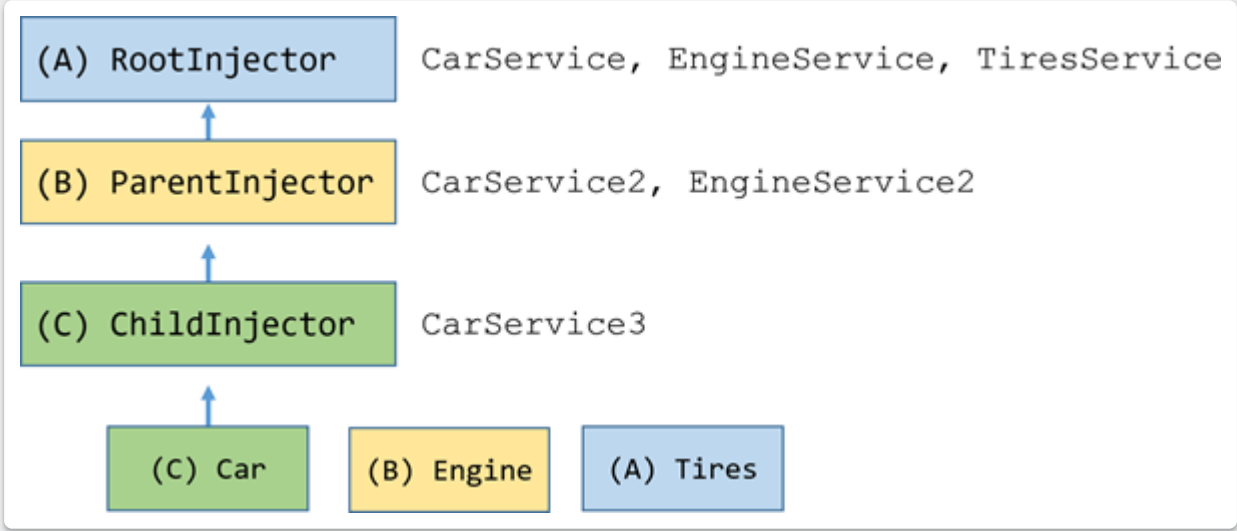 (A) RootInjector CarService, EngineService, TiresService
(B) ParentInjector CarService2, EngineService2
(C) ChildInjector CarService3
(C) Car (B) Engine (A) Tires